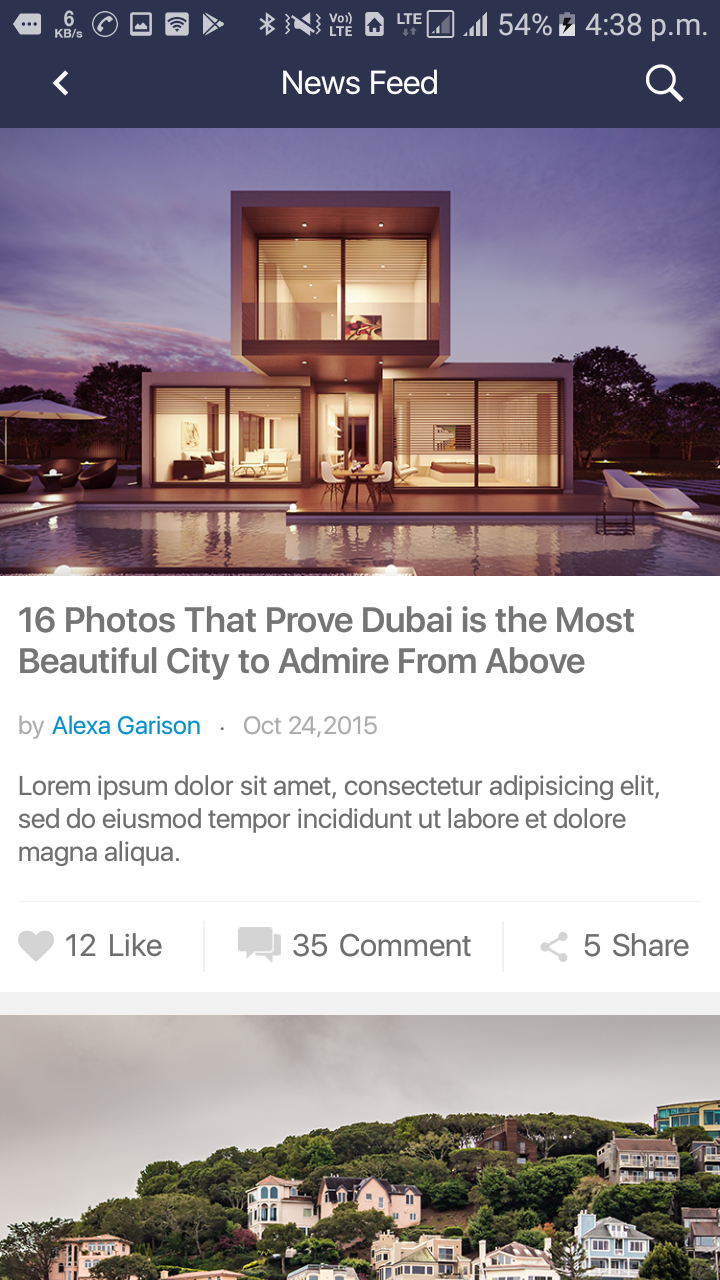 6 KB/s Vo)) LTE LTE 54% 4:38 p.m.
News Feed
16 Photos That Prove Dubai is the Most
Beautiful City to Admire From Above
by Alexa Garison · Oct 24,2015
Lorem ipsum dolor sit amet, consectetur adipisicing elit,
sed do eiusmod tempor incididunt ut labore et dolore
magna aliqua.
12 Like 35 Comment 5 Share